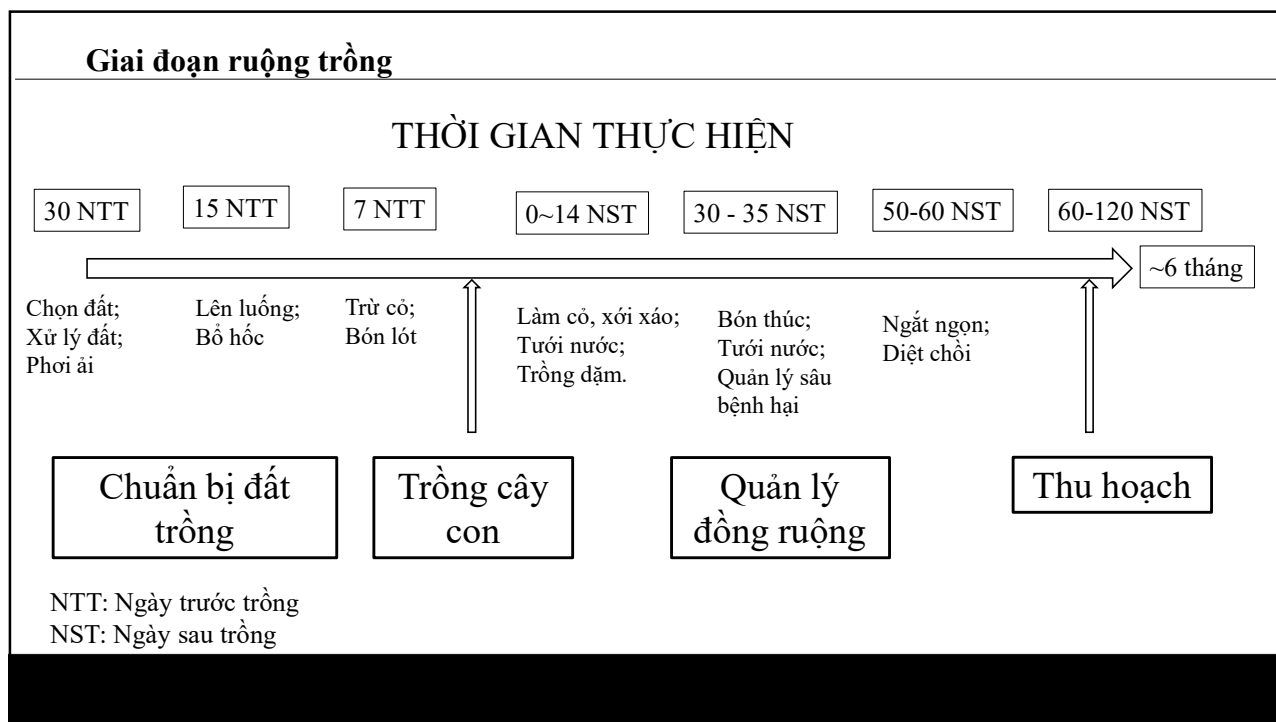 Giai đoạn ruộng trồng
THỜI GIAN THỰC HIỆN
30 NTT
15 NTT
7 NTT
0~14 NST
30 - 35 NST
50-60 NST
60-120 NST
~6 tháng
Chọn đất;
Xử lý đất;
Phơi ải
Lên luống;
Bổ hốc
Trừ cỏ;
Bón lót
Làm cỏ, xới xáo;
Tưới nước;
Trồng dặm.
Bón thúc;
Tưới nước;
Quản lý sâu
bệnh hại
Ngắt ngọn;
Diệt chồi
Chuẩn bị đất
trồng
Trồng cây
con
Quản lý
đồng ruộng
Thu hoạch
NTT: Ngày trước trồng
NST: Ngày sau trồng